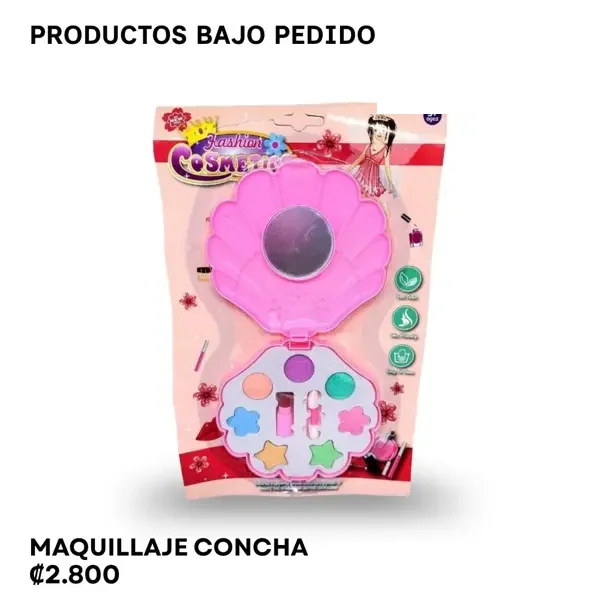 PRODUCTOS BAJO PEDIDO
Fashion
COSMETIC
MAQUILLAJE CONCHA
₡2.800